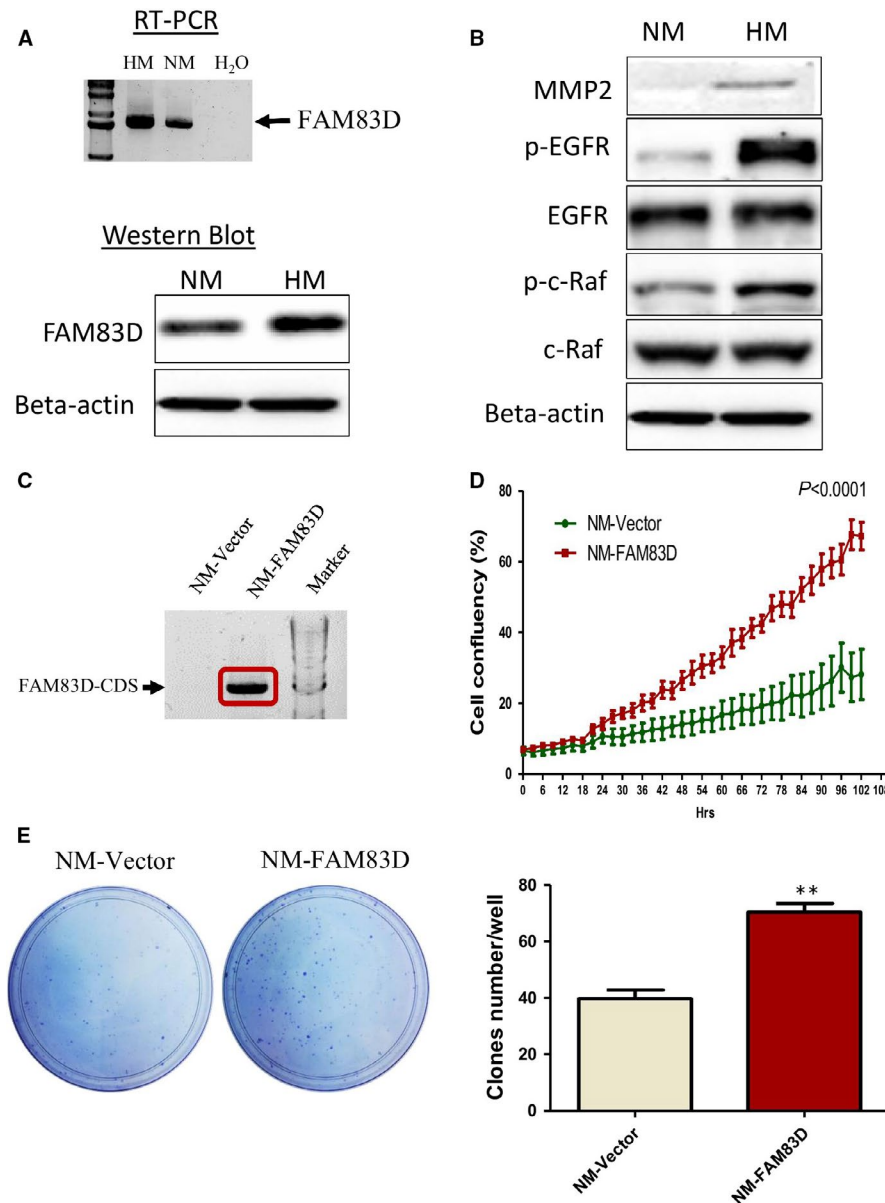 A
RT-PCR
HM NM H₂O
FAM83D
Western Blot
NM HM
FAM83D
Beta-actin
B
NM HM
MMP2
p-EGFR
EGFR
p-c-Raf
c-Raf
Beta-actin
C
NM-Vector
NM-FAM83D
Marker
FAM83D-CDS
D
P<0.0001
NM-Vector
NM-FAM83D
Cell confluency (%)
80
60
40
20
0
0 6 12 18 24 30 36 42 48 54 60 66 72 78 84 90 96 102 108
Hrs
E
NM-Vector NM-FAM83D
Clones number/well
80
60
40
20
0
**
NM-Vector
NM-FAM83D